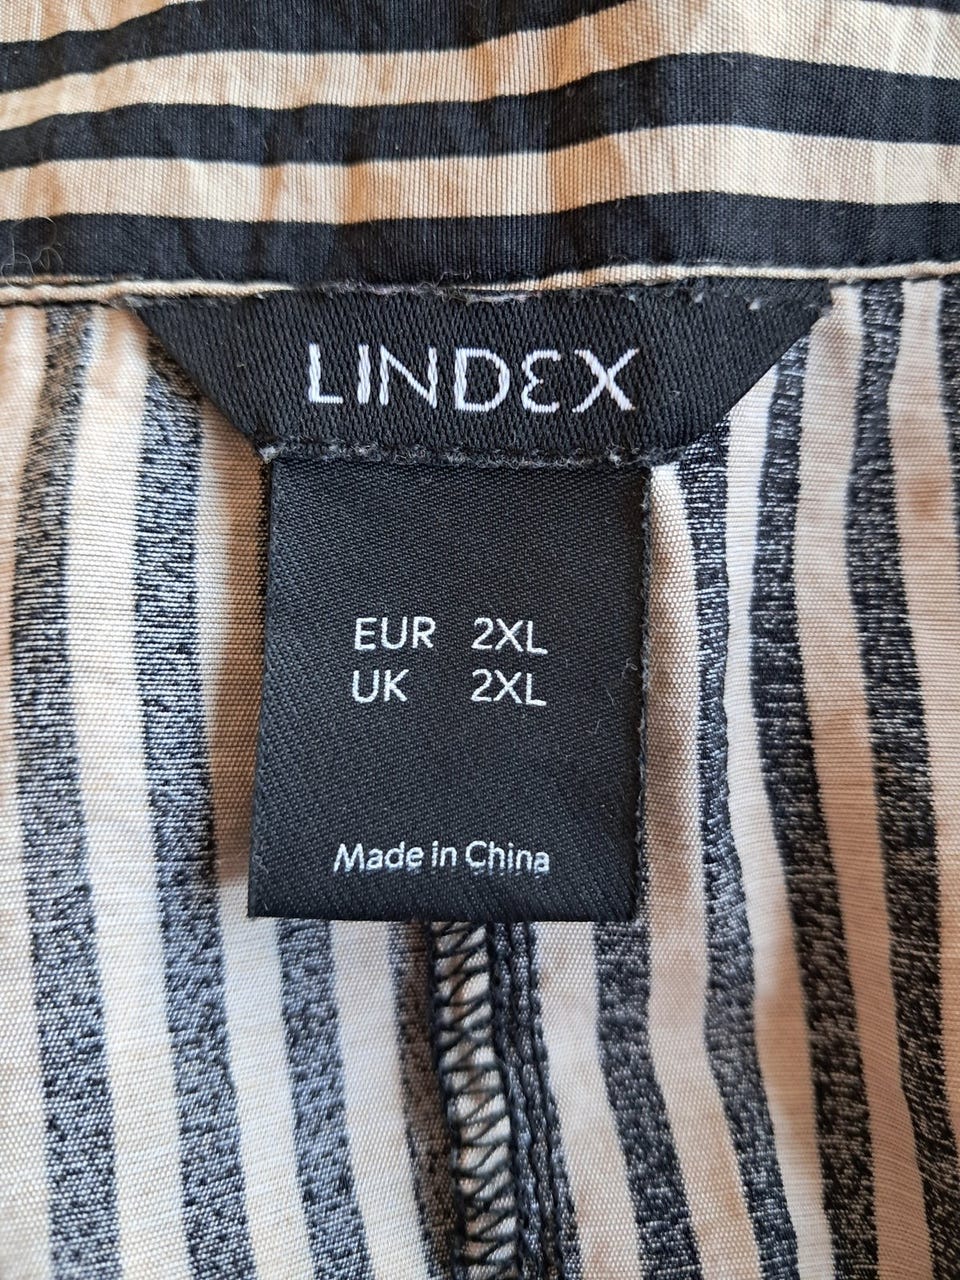 LINDEX
EUR 2XL
UK 2XL
Made in China